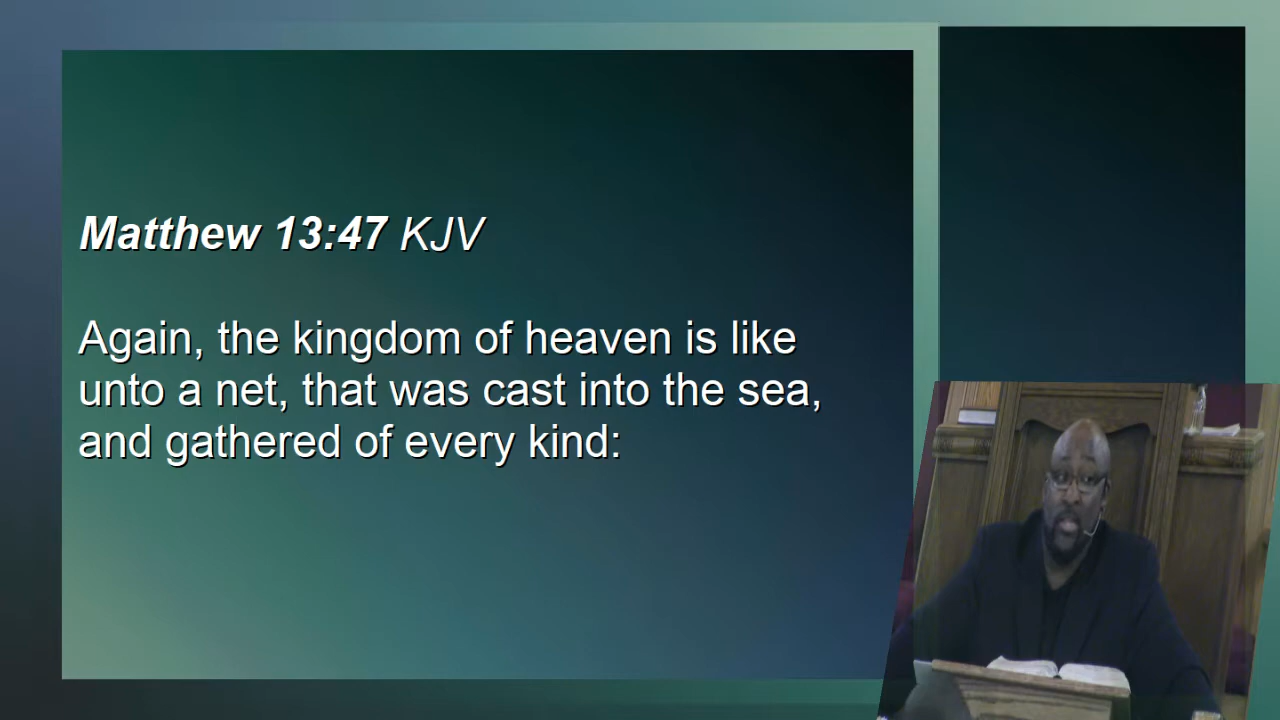 Matthew 13:47 KJV
Again, the kingdom of heaven is like
unto a net, that was cast into the sea,
and gathered of every kind: